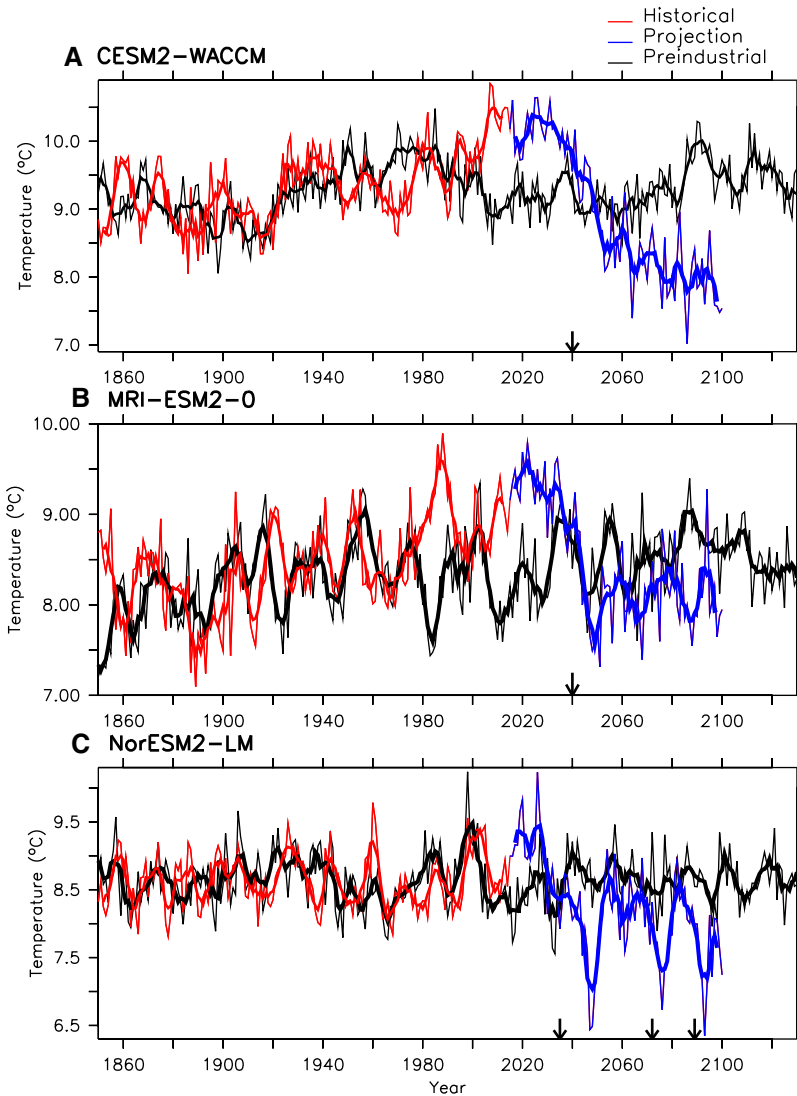 Historical
Projection
Preindustrial
A CESM2-WACCM
Temperature (°C)
10.0
9.0
8.0
7.0
1860 1900 1940 1980 2020 2060 2100
B MRI-ESM2-0
Temperature (°C)
10.00
9.00
8.00
7.00
1860 1900 1940 1980 2020 2060 2100
C NorESM2-LM
Temperature (°C)
9.5
8.5
7.5
6.5
1860 1900 1940 1980 2020 2060 2100
Year